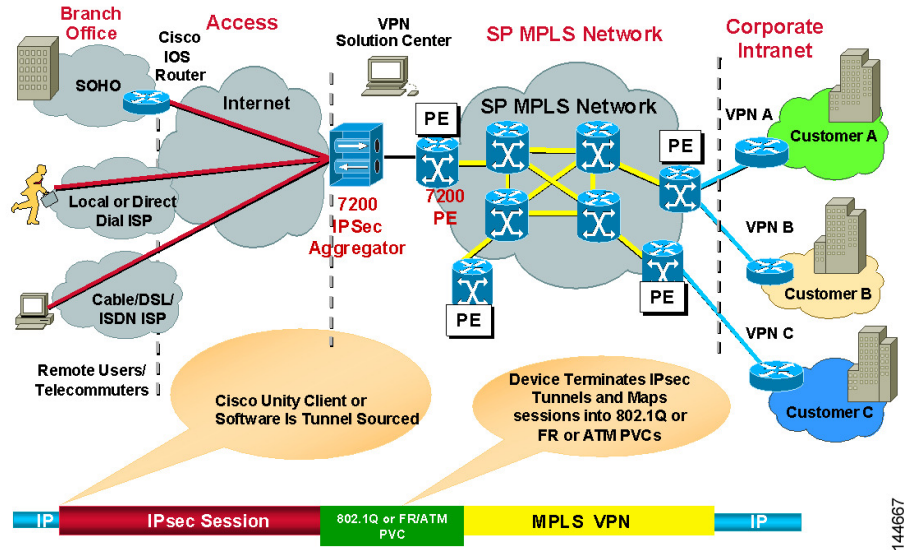 Branch
Office
Access
VPN
Solution Center
SP MPLS Network
Corporate
Intranet
Cisco
IOS
Router
SOHO
Internet
SP MPLS Network
PE
PE
VPN A
Customer A
Local or Direct
Dial ISP
7200
IPSec
Aggregator
7200
PE
VPN B
Customer B
Cable/DSL/
ISDN ISP
PE
PE
VPN C
Customer C
Remote Users/
Telecommuters
Cisco Unity Client or
Software Is Tunnel Sourced
Device Terminates IPsec
Tunnels and Maps
sessions into 802.1Q or
FR or ATM PVCs
IP
IPsec Session
802.1Q or FR/ATM
PVC
MPLS VPN
IP
144667